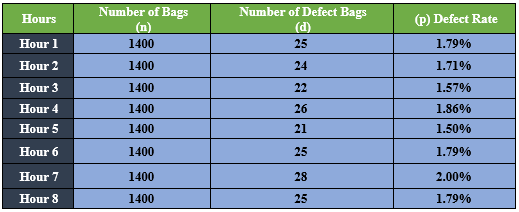 Hours Number of Bags (n) Number of Defect Bags (d) (p) Defect Rate
Hour 1 1400 25 1.79%
Hour 2 1400 24 1.71%
Hour 3 1400 22 1.57%
Hour 4 1400 26 1.86%
Hour 5 1400 21 1.50%
Hour 6 1400 25 1.79%
Hour 7 1400 28 2.00%
Hour 8 1400 25 1.79%